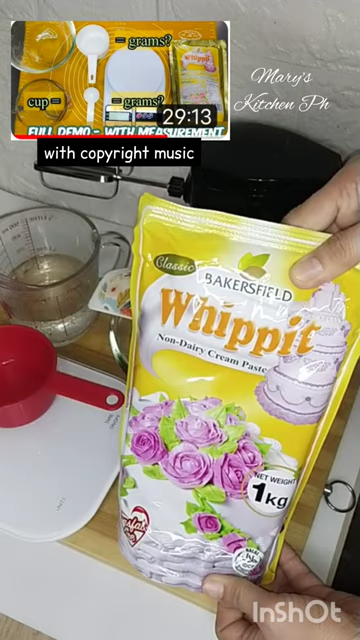 = grams?
cup =
= grams?
29:13
FULL DEMO - WITH MEASUREMENT
with copyright music
Mary's
Kitchen Ph
Classic
BAKERSFIELD
Whippit
Non-Dairy Cream Paste
NET WEIGHT
1kg
InShOt